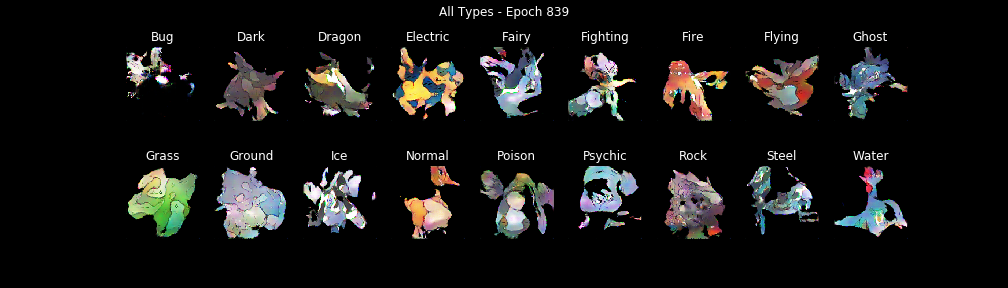 All Types - Epoch 839
Bug Dark Dragon Electric Fairy Fighting Fire Flying Ghost
Grass Ground Ice Normal Poison Psychic Rock Steel Water